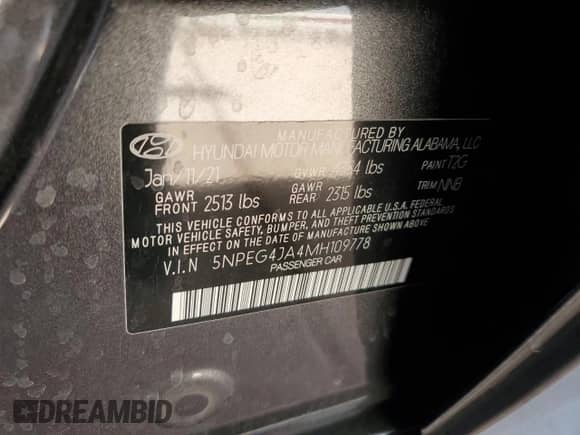 MANUFACTURED BY
HYUNDAI MOTOR MANUFACTURING ALABAMA, LLC
Jan/11/21 GVWR lbs PAINT T2G
GAWR FRONT 2513 lbs GAWR REAR 2315 lbs TRIM NNB
THIS VEHICLE CONFORMS TO ALL APPLICABLE U.S.A. FEDERAL
MOTOR VEHICLE SAFETY, BUMPER, AND THEFT PREVENTION STANDARDS
IN EFFECT ON THE DATE OF MANUFACTURE SHOWN ABOVE
V.I.N 5NPEG4JA4MH109778
PASSENGER CAR
DREAMBID